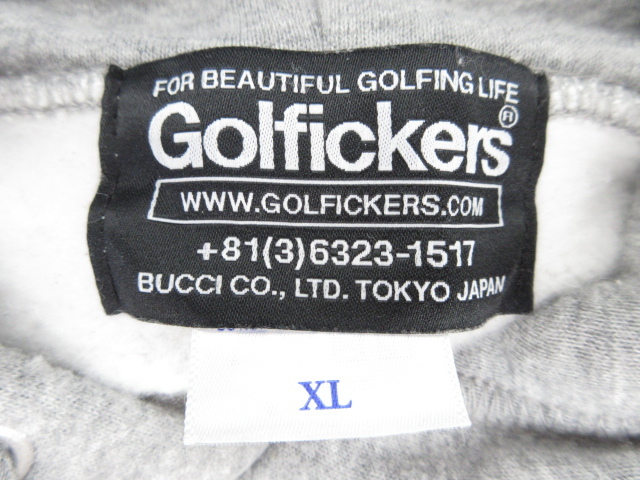 FOR BEAUTIFUL GOLFING LIFE
Golfickers
WWW.GOLFICKERS.COM
+81(3)6323-1517
BUCCI CO., LTD. TOKYO JAPAN
XL